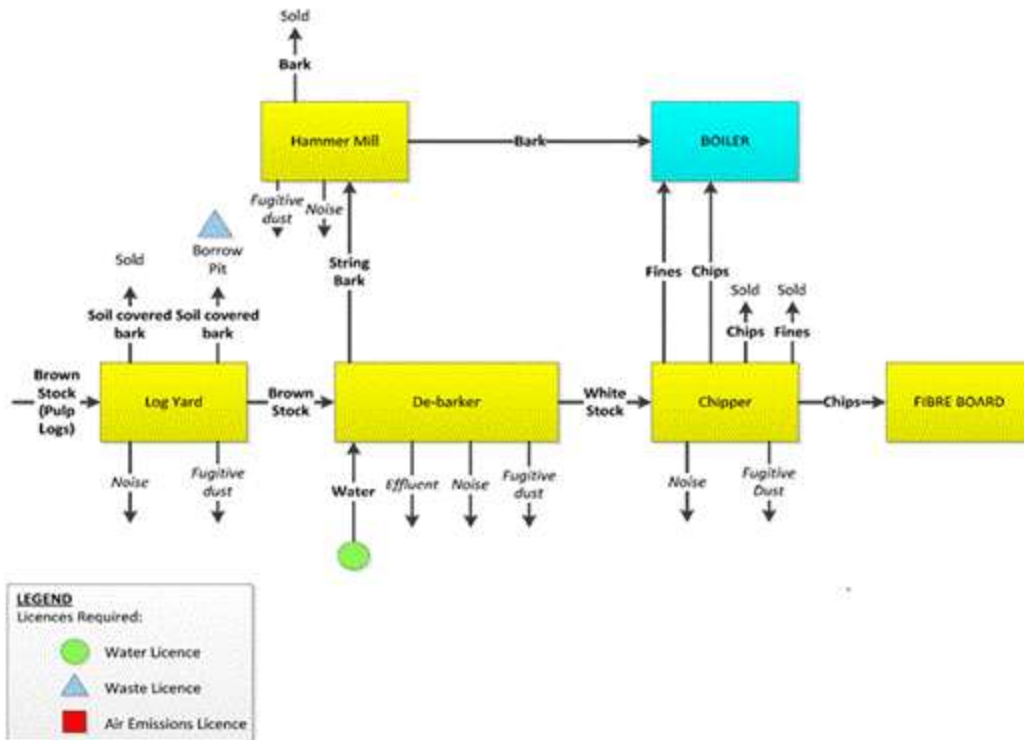 Sold
Bark
Hammer Mill
Bark
BOILER
Fugitive
dust
Noise
Borrow
Pit
Sold
String
Bark
Fines
Chips
Sold
Sold
Soil covered
bark
Soil covered
bark
Chips
Fines
Brown
Stock
(Pulp
Logs)
Log Yard
Brown
Stock
De-barker
White
Stock
Chipper
Chips
FIBRE BOARD
Noise
Fugitive
dust
Water
Effluent
Noise
Fugitive
dust
Noise
Fugitive
Dust
LEGEND
Licences Required:
Water Licence
Waste Licence
Air Emissions Licence